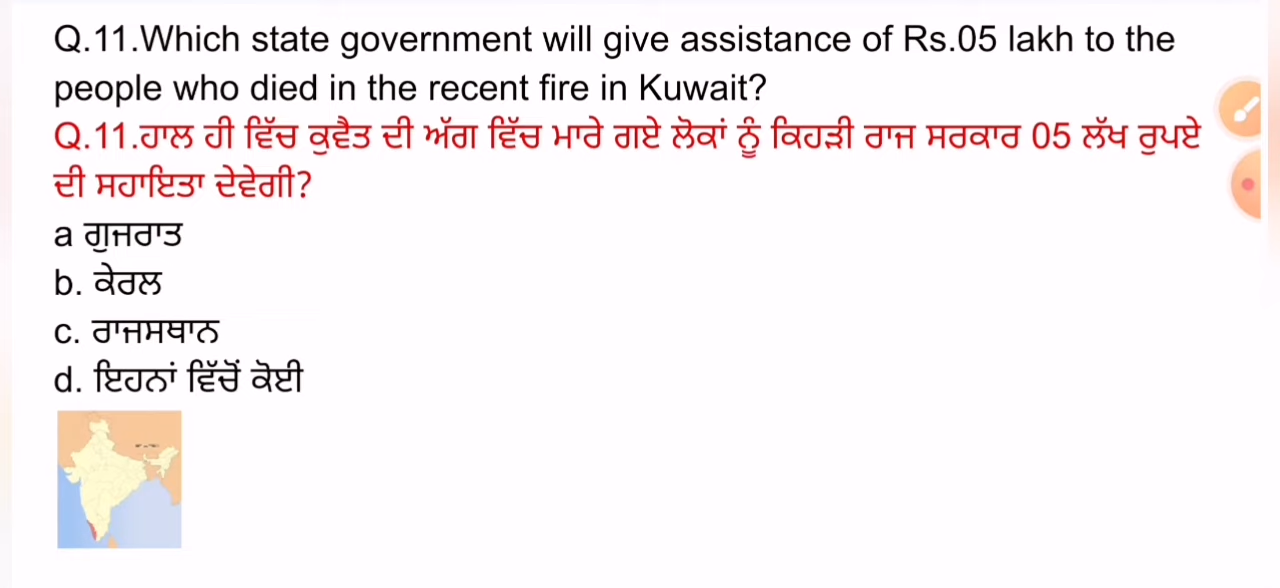 Q.11.Which state government will give assistance of Rs.05 lakh to the
people who died in the recent fire in Kuwait?
Q.11.ਹਾਲ ਹੀ ਵਿੱਚ ਕੁਵੈਤ ਦੀ ਅੱਗ ਵਿੱਚ ਮਾਰੇ ਗਏ ਲੋਕਾਂ ਨੂੰ ਕਿਹੜੀ ਰਾਜ ਸਰਕਾਰ 05 ਲੱਖ ਰੁਪਏ
ਦੀ ਸਹਾਇਤਾ ਦੇਵੇਗੀ?
a ਗੁਜਰਾਤ
b. ਕੇਰਲ
c. ਰਾਜਸਥਾਨ
d. ਇਹਨਾਂ ਵਿੱਚੋਂ ਕੋਈ